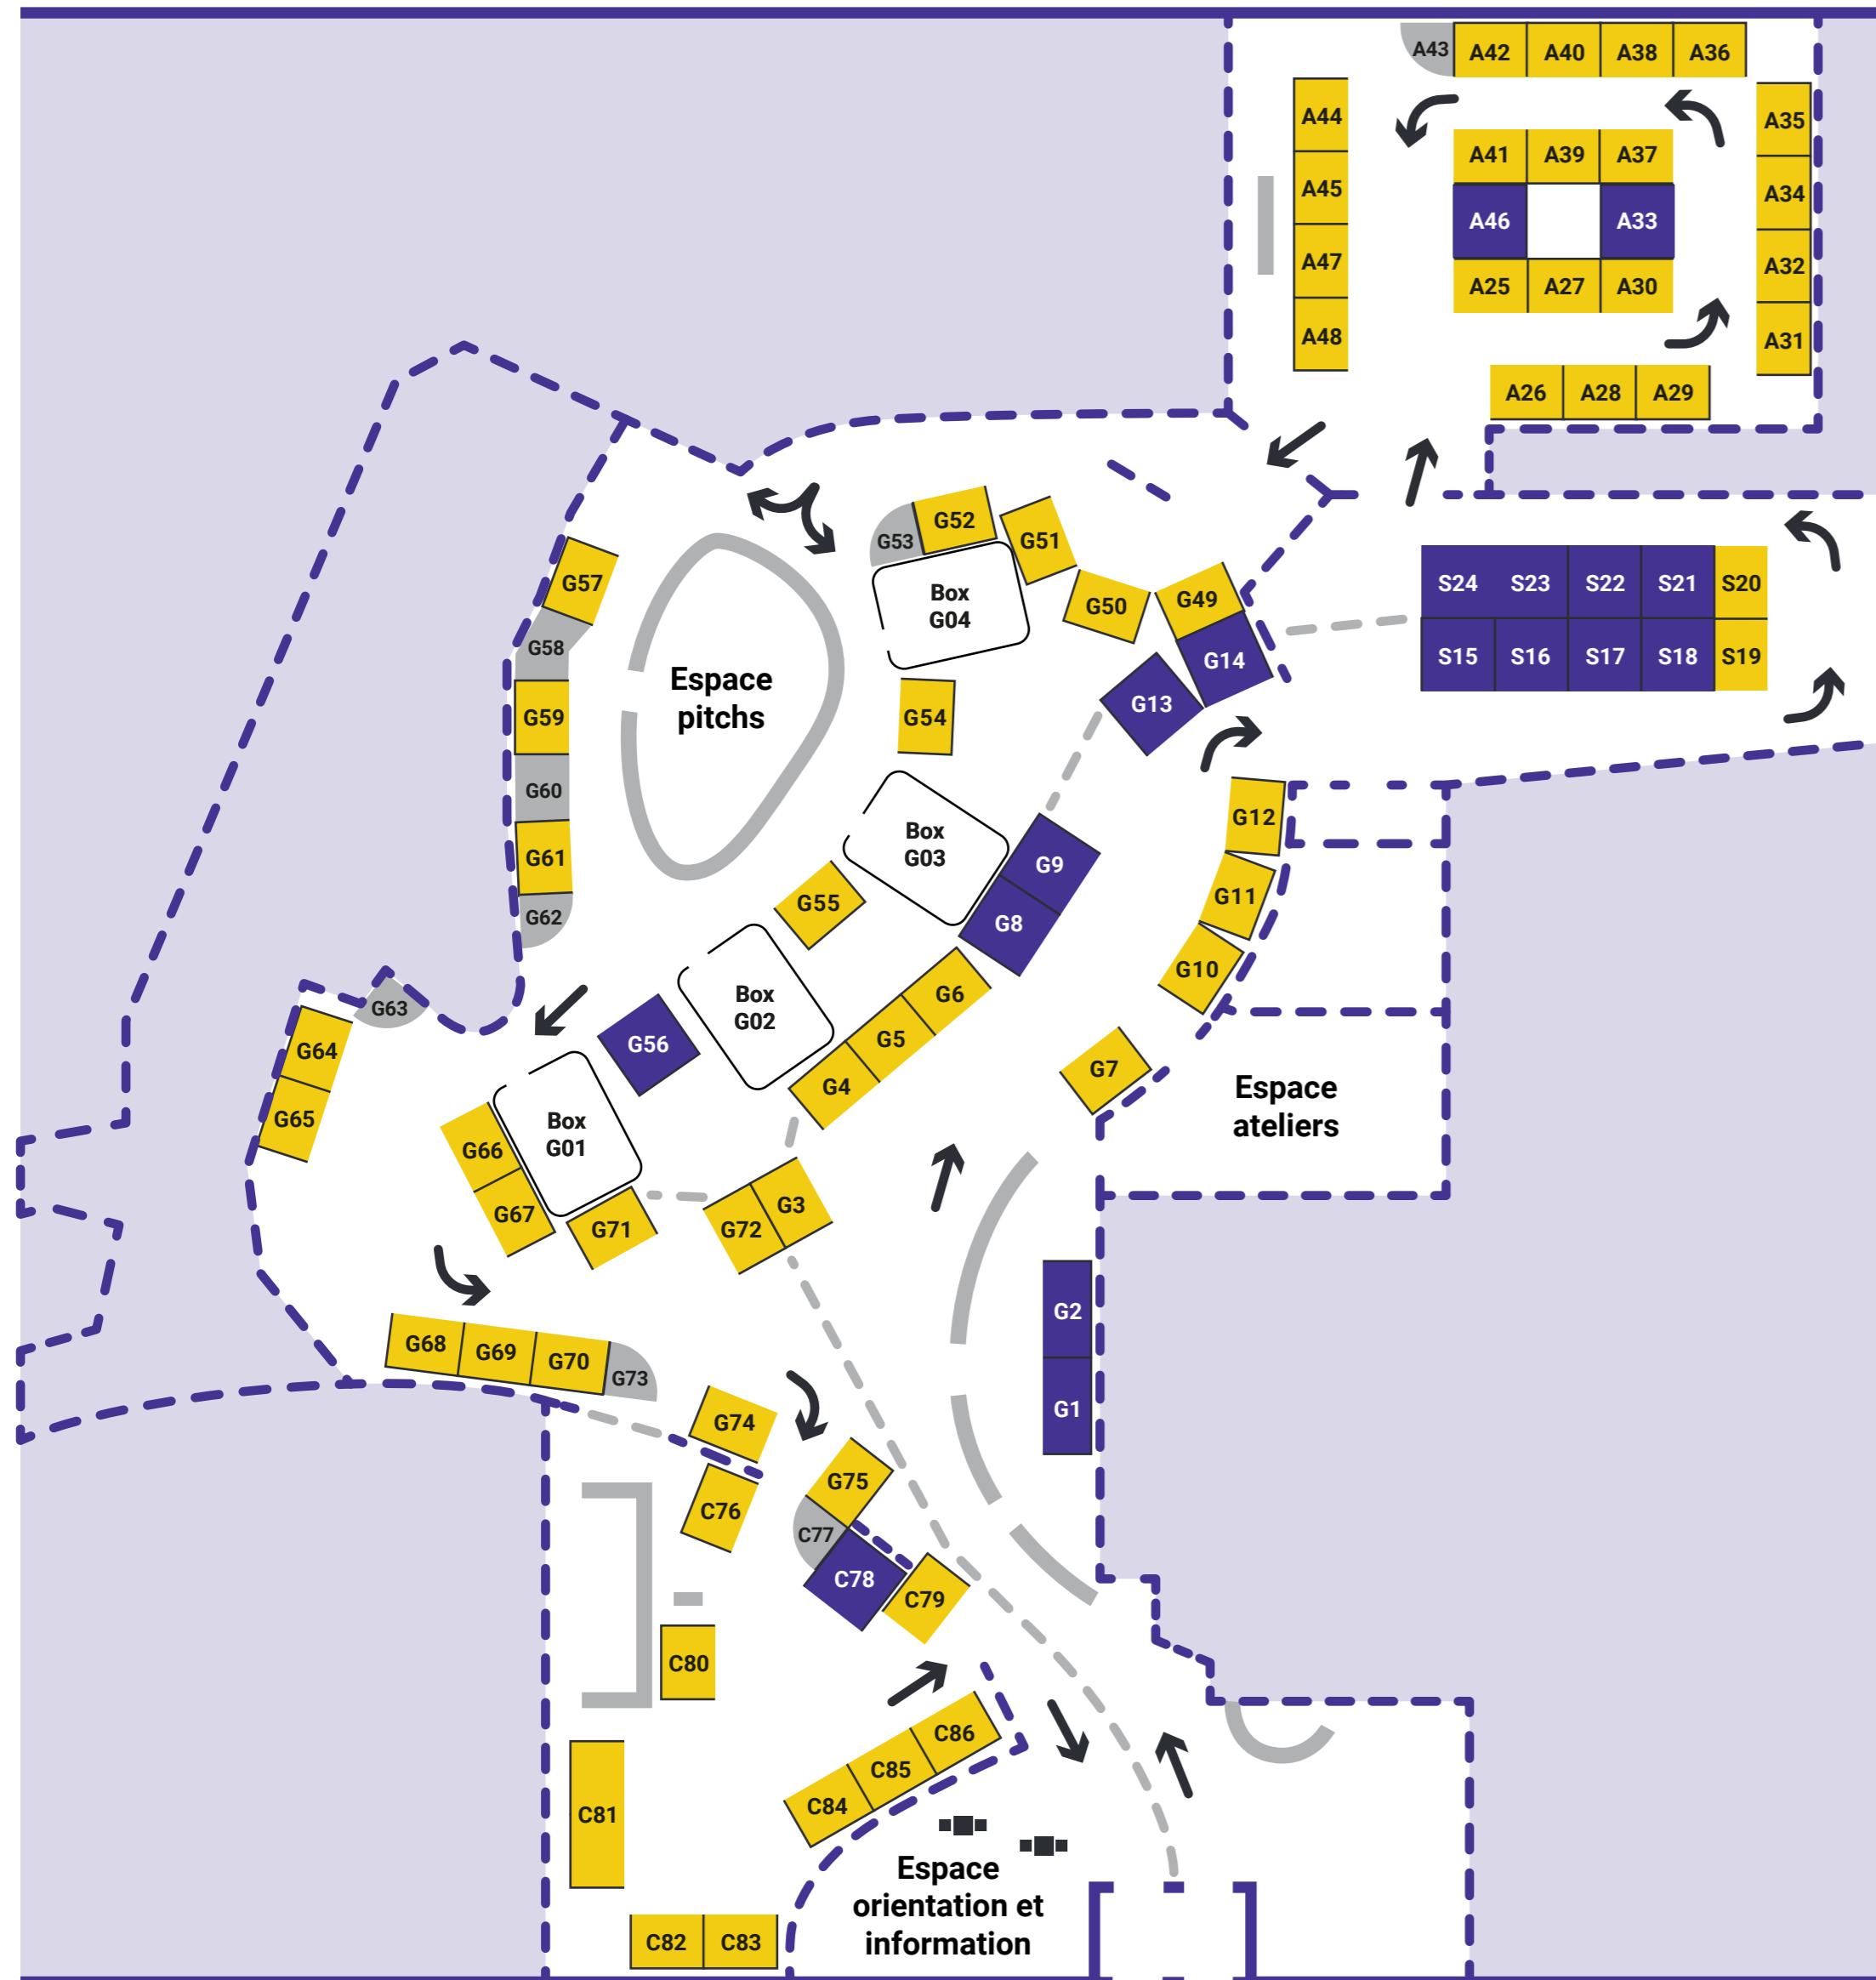 A43 A42 A40 A38 A36
A44
A45
A47
A48
A41 A39 A37
A46 A33
A25 A27 A30
A35
A34
A32
A31
A26 A28 A29
S24 S23 S22 S21 S20
S15 S16 S17 S18 S19
G53
G52
G51
G50
G49
G14
G13
Box
G04
G54
G57
G58
G59
G60
G61
G62
Espace
pitchs
Box
G03
G9
G8
G12
G11
G10
G7
G55
Box
G02
G6
G5
G4
G56
G63
G64
G65
Box
G01
G66
G67
G71
G72
G3
Espace
ateliers
G2
G1
G68
G69
G70
G73
G74
C76
G75
C77
C78
C79
C80
C81
C82 C83
C84
C85
C86
Espace
orientation et
information